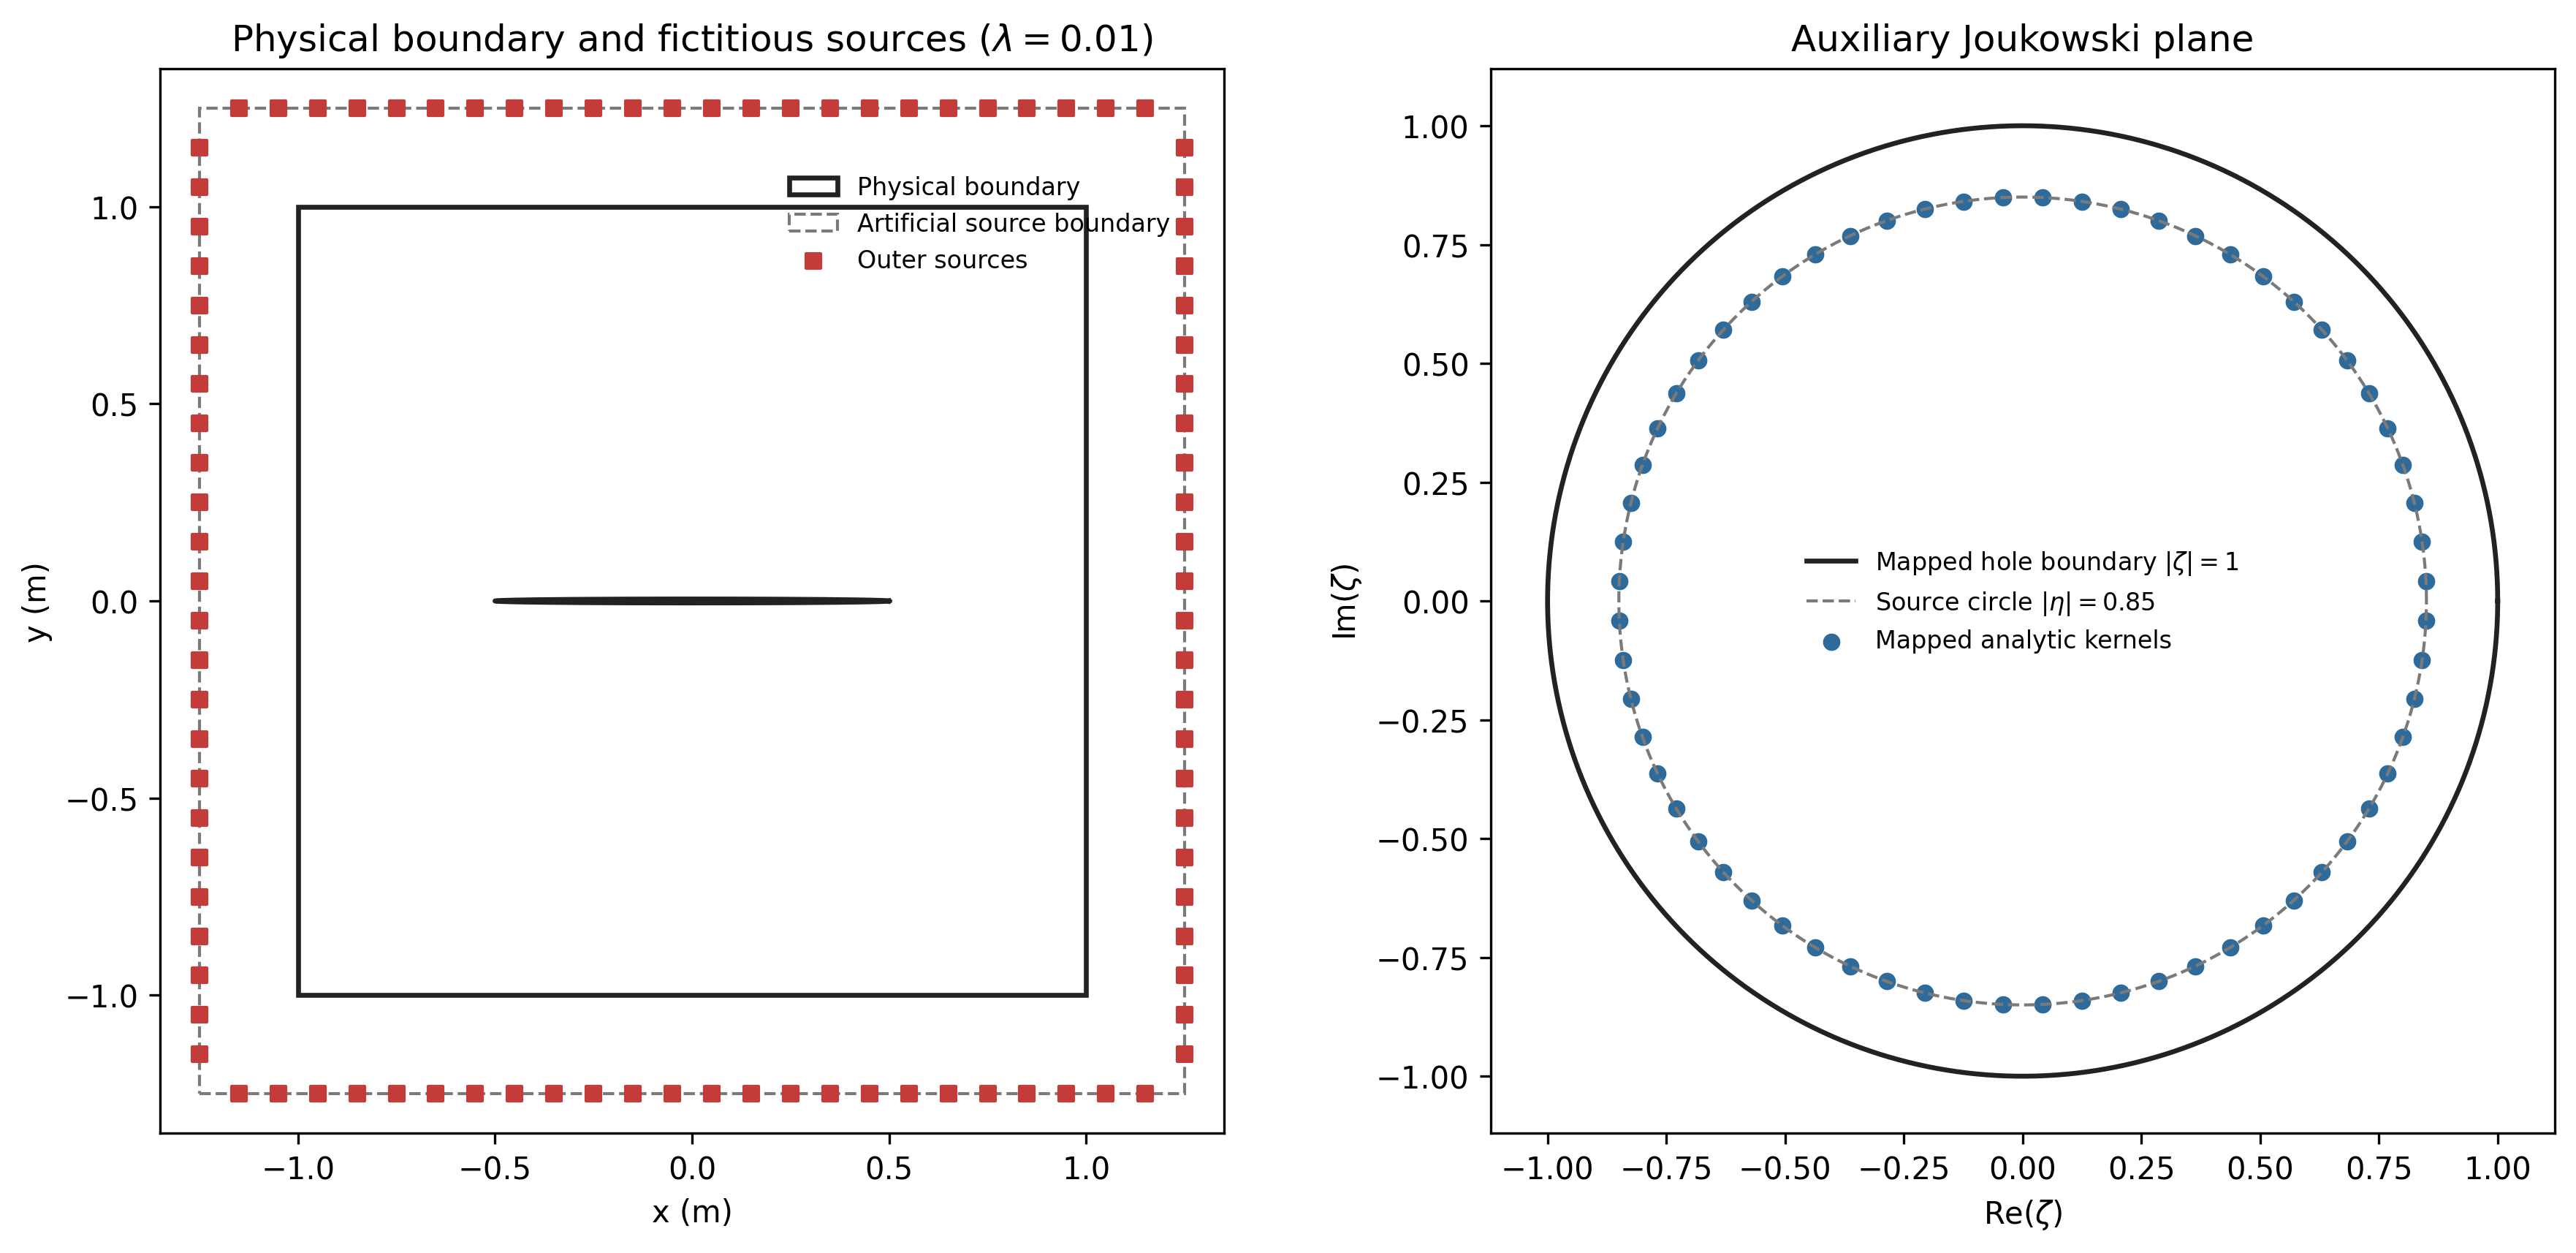 Physical boundary and fictitious sources (λ = 0.01)
Physical boundary
Artificial source boundary
Outer sources
1.0
0.5
0.0
−0.5
−1.0
y (m)
−1.0 −0.5 0.0 0.5 1.0
x (m)
Auxiliary Joukowski plane
Mapped hole boundary |ζ| = 1
Source circle |η| = 0.85
Mapped analytic kernels
1.00
0.75
0.50
0.25
0.00
−0.25
−0.50
−0.75
−1.00
Im(ζ)
−1.00 −0.75 −0.50 −0.25 0.00 0.25 0.50 0.75 1.00
Re(ζ)